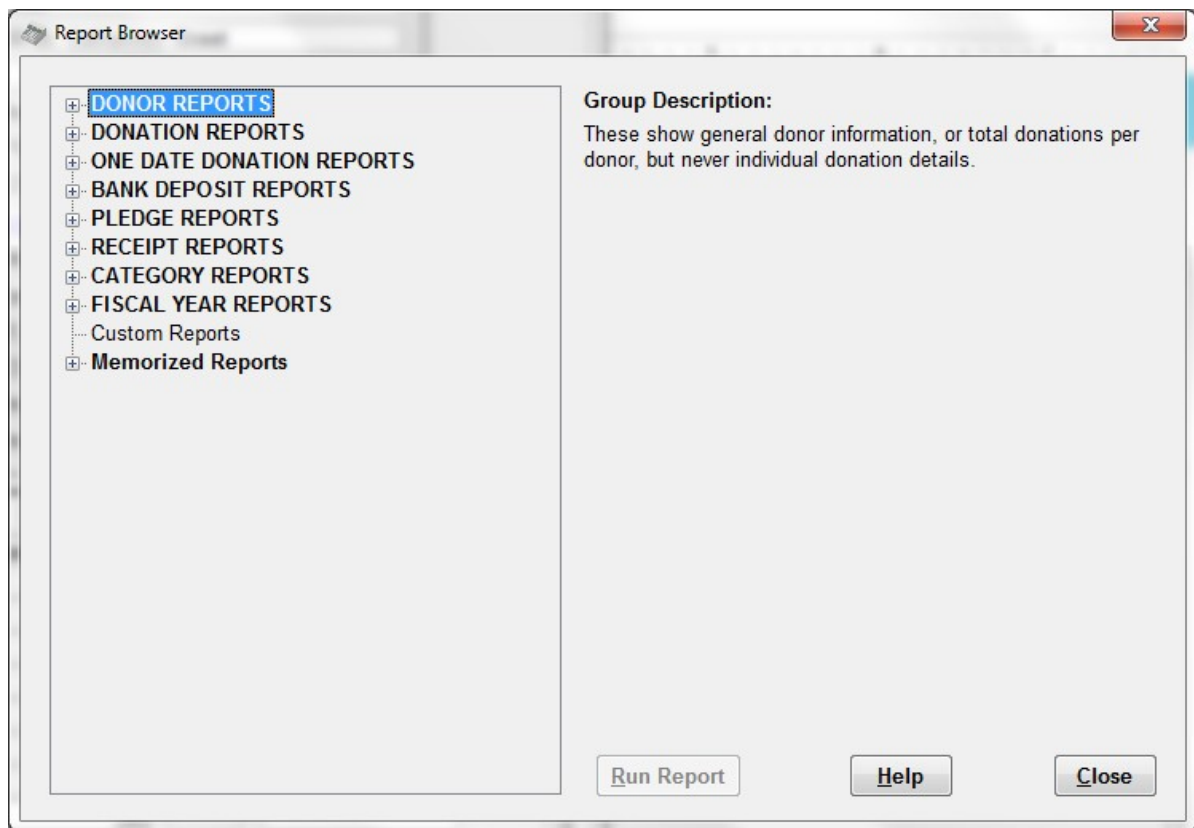 Report Browser
DONOR REPORTS
DONATION REPORTS
ONE DATE DONATION REPORTS
BANK DEPOSIT REPORTS
PLEDGE REPORTS
RECEIPT REPORTS
CATEGORY REPORTS
FISCAL YEAR REPORTS
Custom Reports
Memorized Reports
Group Description:
These show general donor information, or total donations per
donor, but never individual donation details.
Run Report Help Close